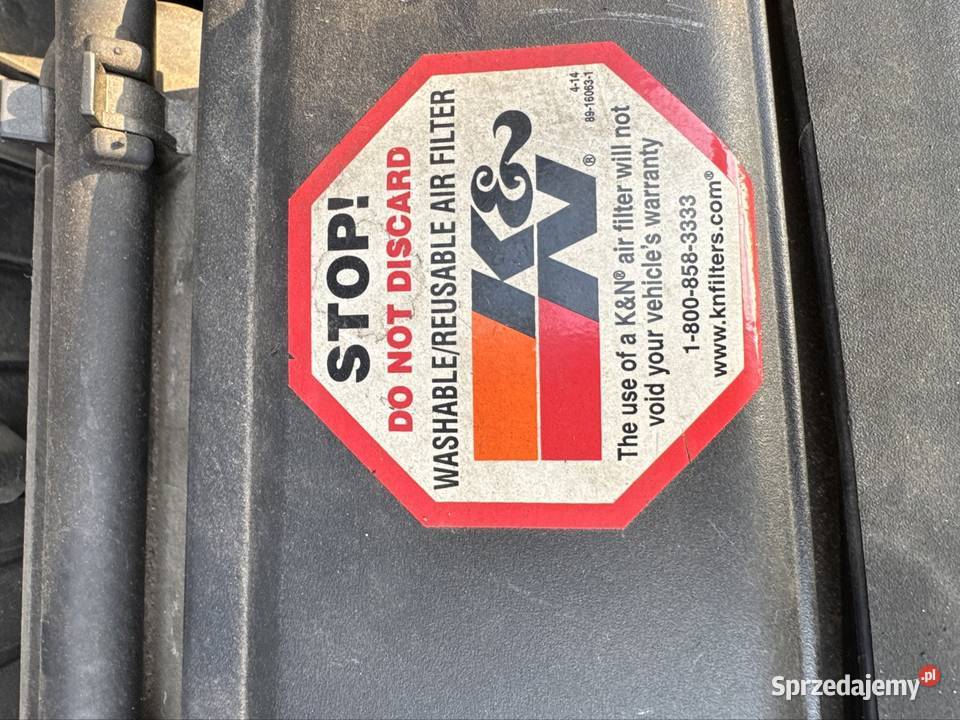 STOP!
DO NOT DISCARD
WASHABLE/REUSABLE AIR FILTER
K&N®
The use of a K&N® air filter will not
void your vehicle's warranty
1-800-858-3333
www.knfilters.com®
4-14
89-16063-1
Sprzedajemy.pl